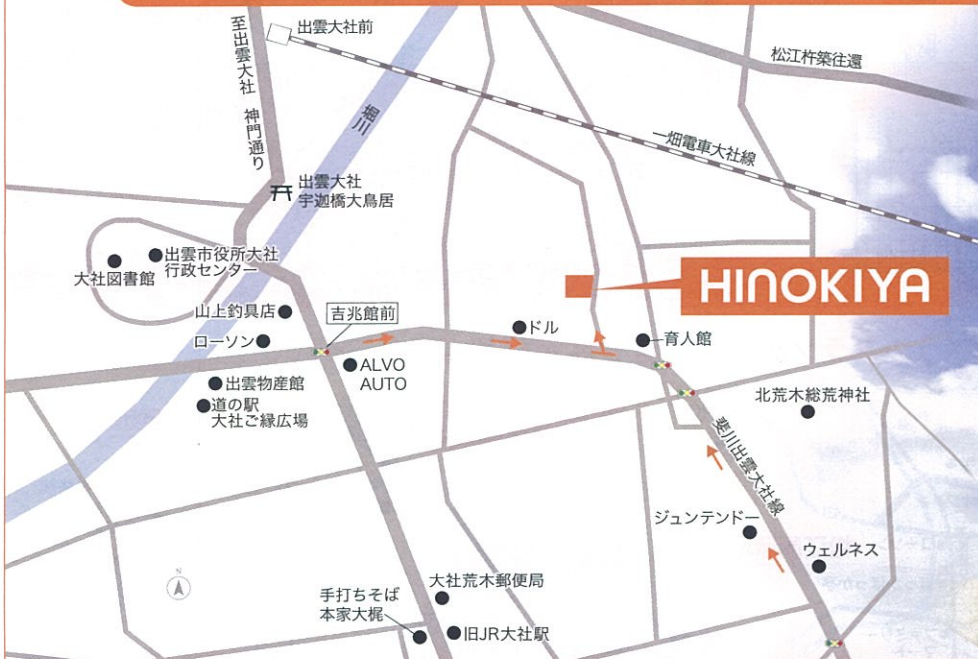 出雲大社前
至出雲大社 神門通り
堀川
松江杵築往還
一畑電車大社線
出雲大社
宇迦橋大鳥居
出雲市役所大社
行政センター
大社図書館
HINOKIYA
山上釣具店
吉兆館前
ローソン
ドル
育人館
ALVO
AUTO
出雲物産館
道の駅
大社ご縁広場
北荒木総荒神社
斐川出雲大社線
ジュンテンドー
ウェルネス
N
大社荒木郵便局
手打ちそば
本家大梶
旧JR大社駅